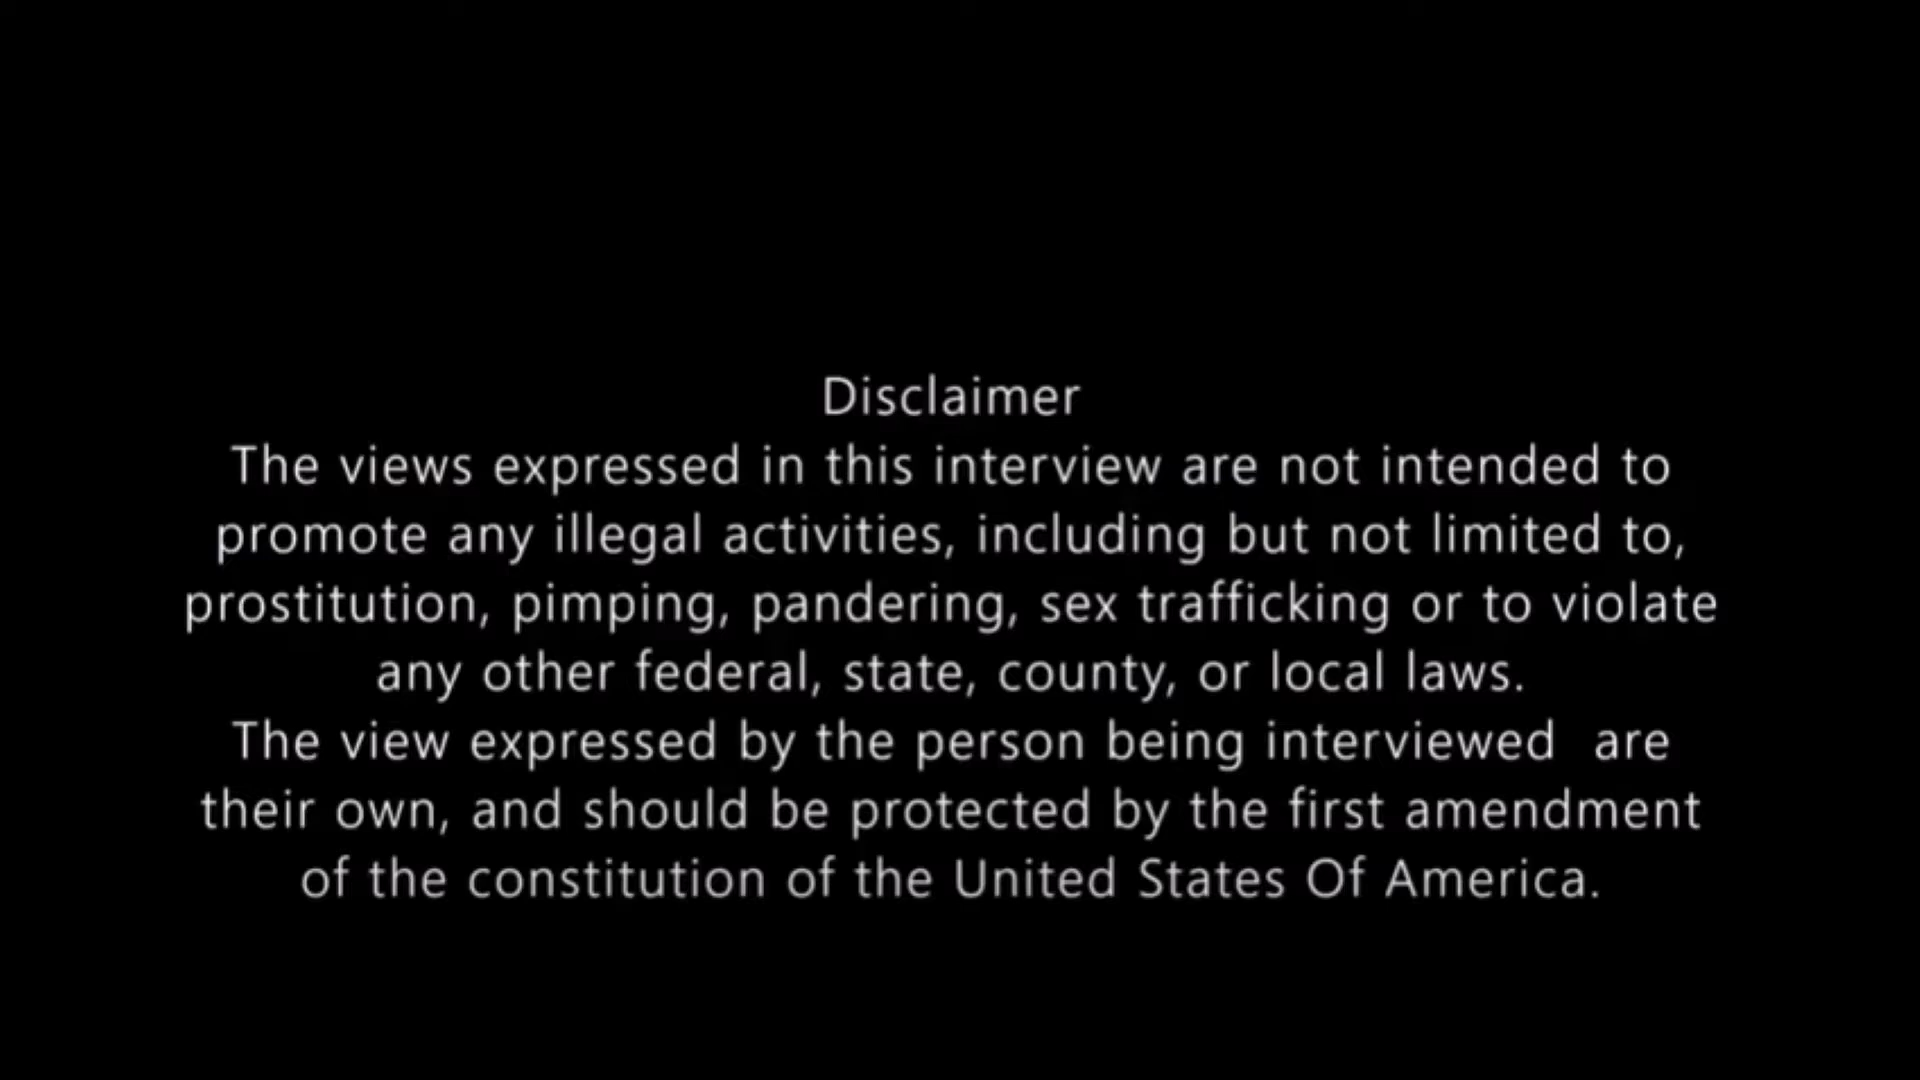 Disclaimer
The views expressed in this interview are not intended to
promote any illegal activities, including but not limited to,
prostitution, pimping, pandering, sex trafficking or to violate
any other federal, state, county, or local laws.
The view expressed by the person being interviewed  are
their own, and should be protected by the first amendment
of the constitution of the United States Of America.